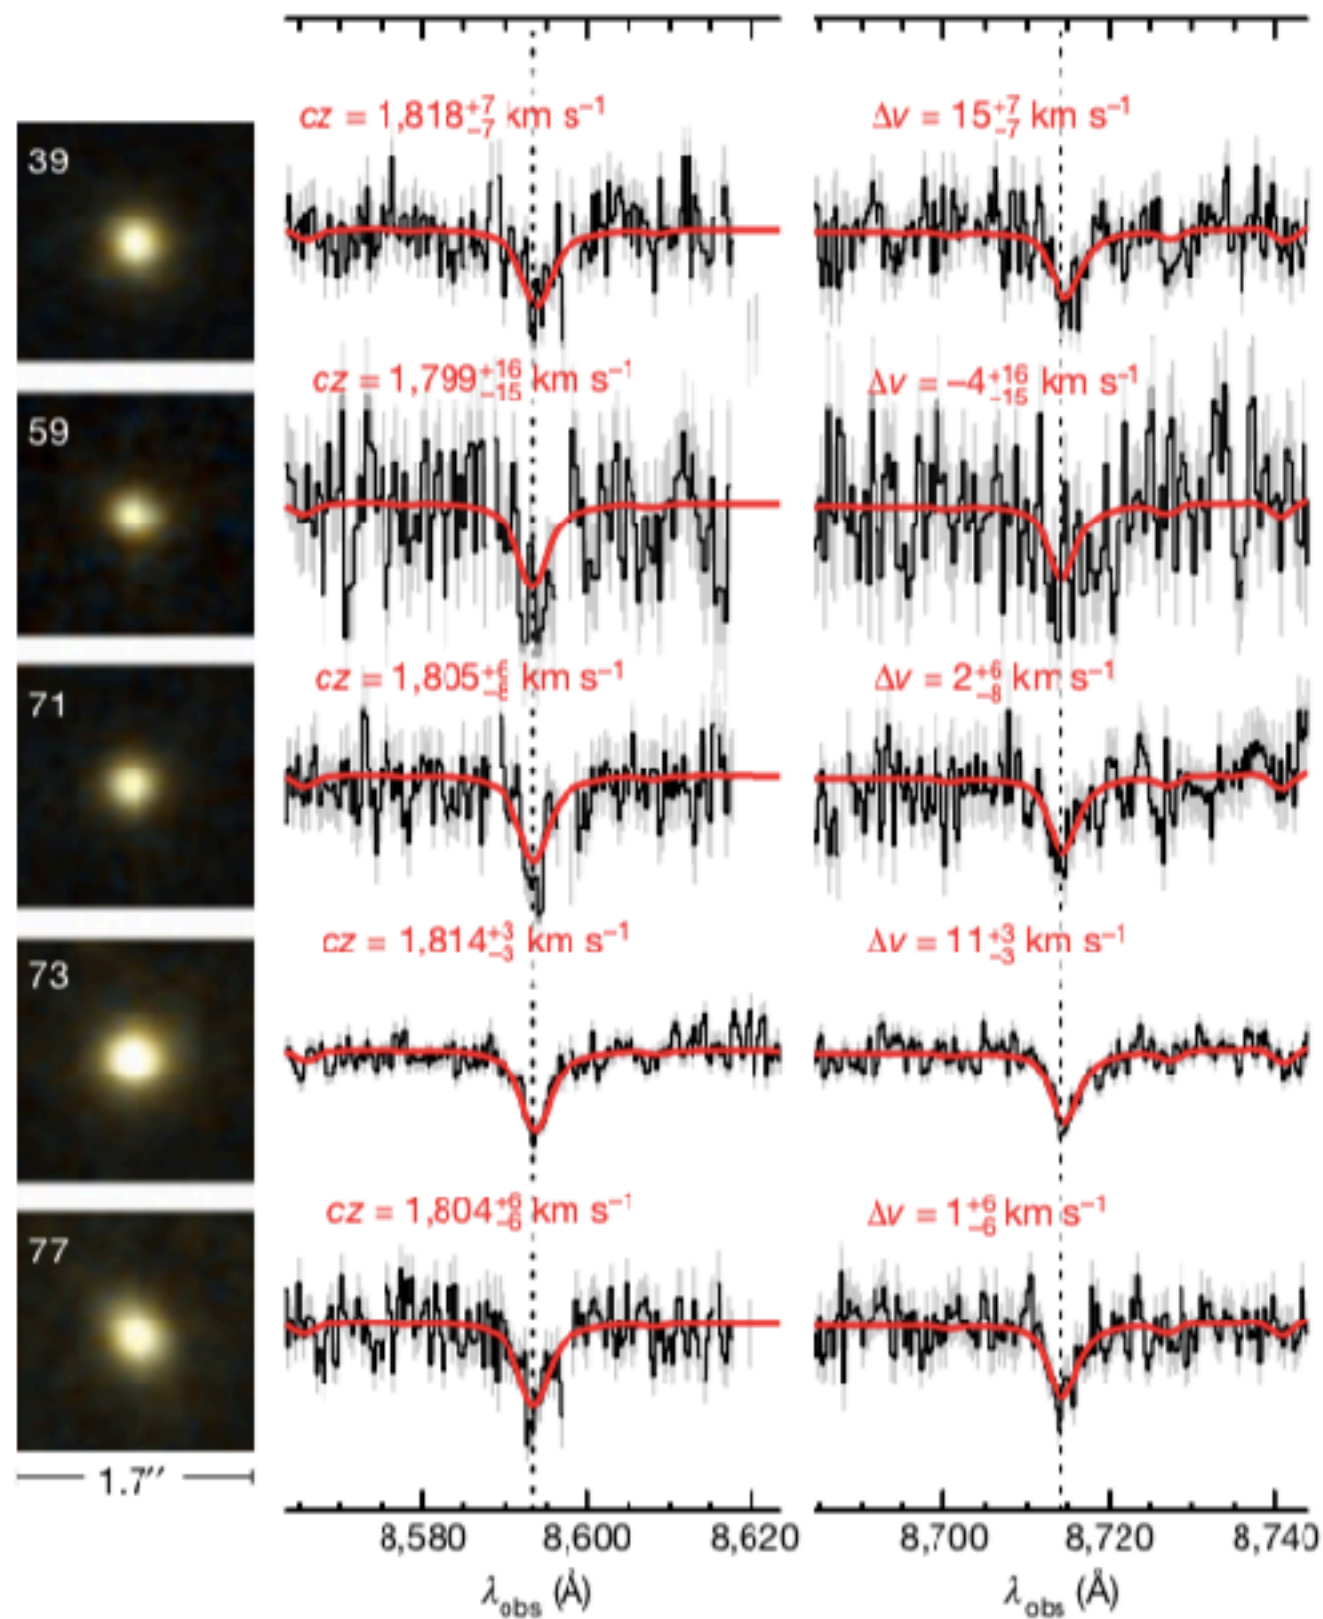 cz = 1,818 +7 −7 km s−1 Δv = 15 +7 −7 km s−1
39
cz = 1,799 +16 −15 km s−1 Δv = −4 +16 −15 km s−1
59
cz = 1,805 +6 km s−1 Δv = 2 +6 −8 km s−1
71
cz = 1,814 +3 −3 km s−1 Δv = 11 +3 −3 km s−1
73
cz = 1,804 +6 −6 km s−1 Δv = 1 +6 −6 km s−1
77
1.7″
8,580 8,600 8,620 8,700 8,720 8,740
λobs (Å) λobs (Å)